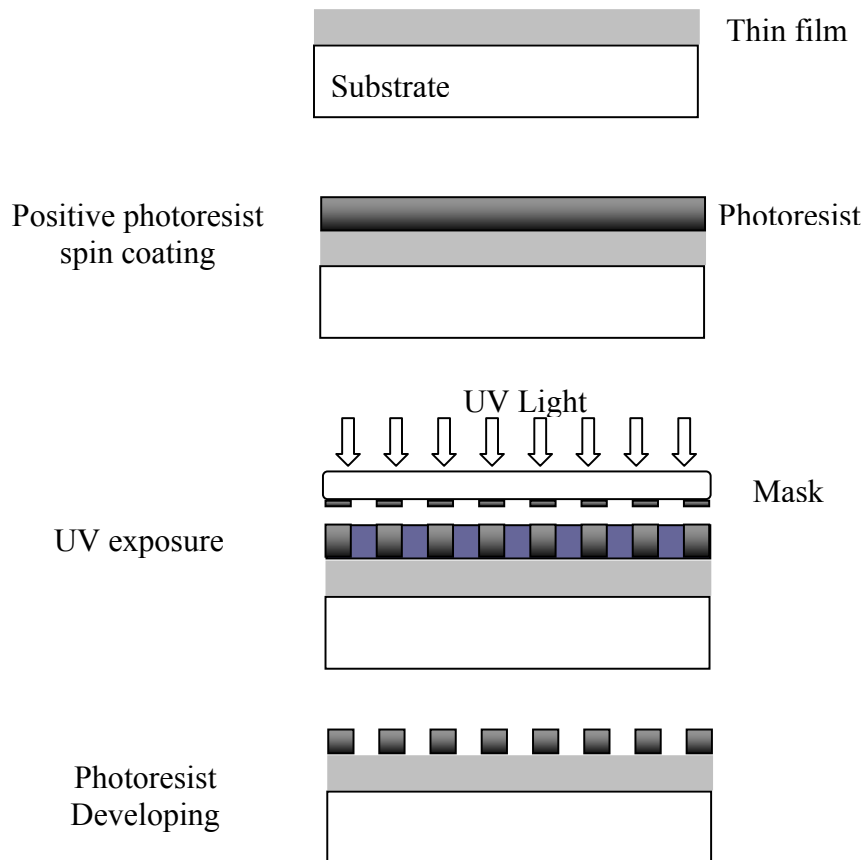 Thin film
Substrate
Positive photoresist
spin coating
Photoresist
UV Light
Mask
UV exposure
Photoresist
Developing